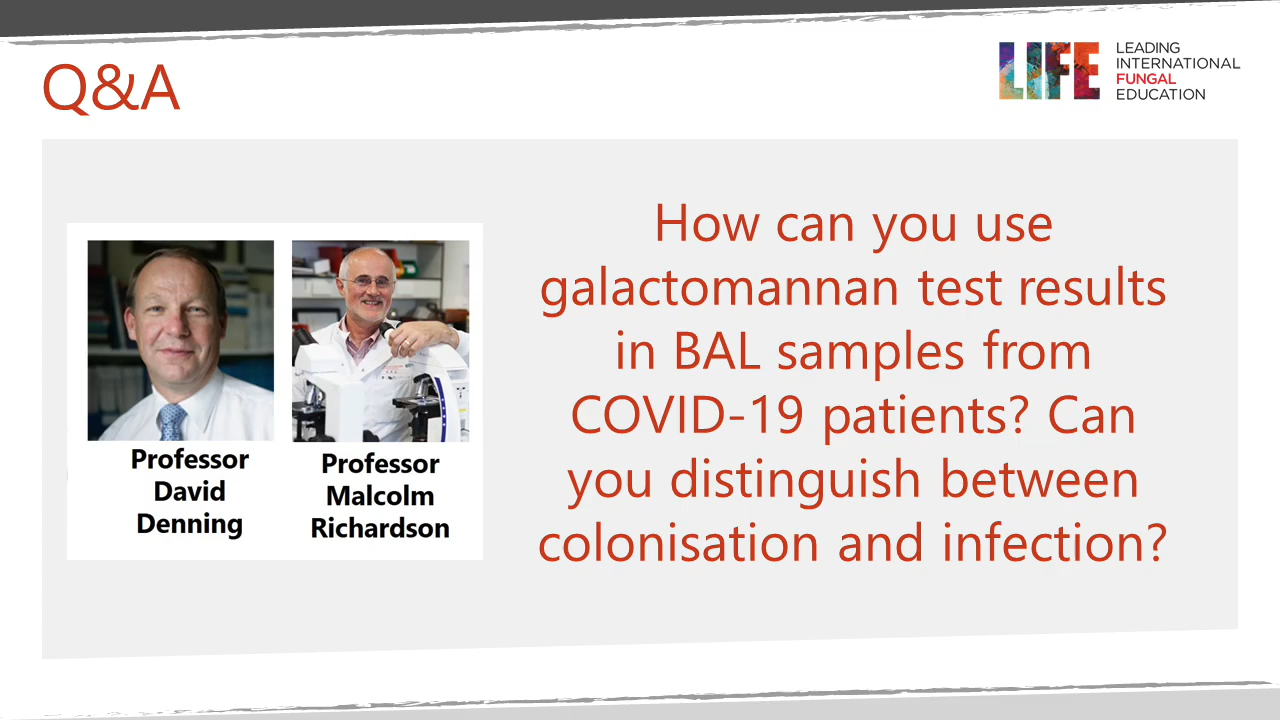 Q&A
LIFE
LEADING
INTERNATIONAL
FUNGAL
EDUCATION
Professor
David
Denning
Professor
Malcolm
Richardson
How can you use
galactomannan test results
in BAL samples from
COVID-19 patients? Can
you distinguish between
colonisation and infection?